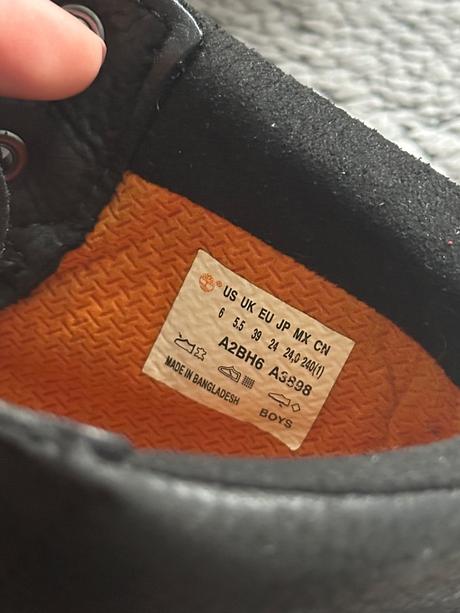 US UK EU JP MX CN
6 5.5 39 24 24,0 240(1)
A2BH6 A3898
MADE IN BANGLADESH
BOYS